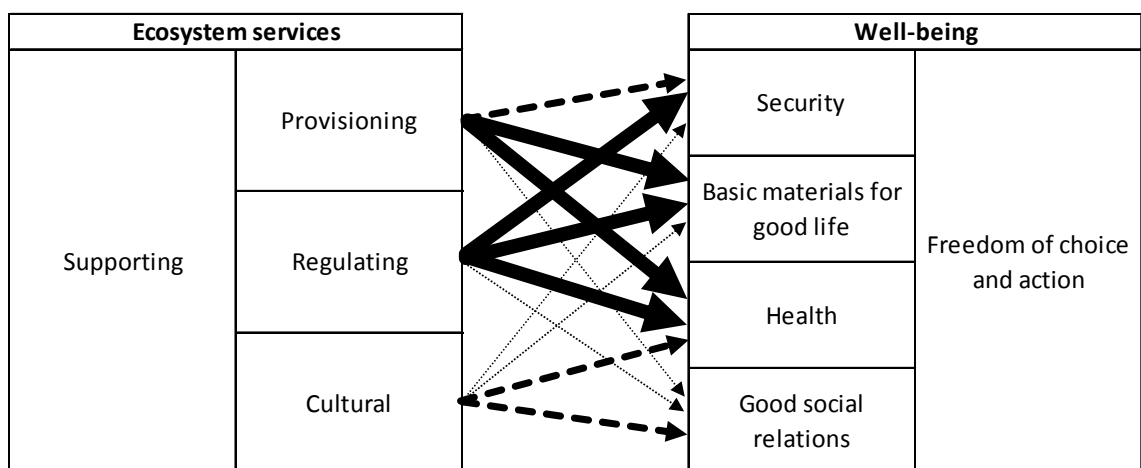 Ecosystem services
Well-being
Supporting
Provisioning
Regulating
Cultural
Security
Basic materials for
good life
Health
Good social
relations
Freedom of choice
and action